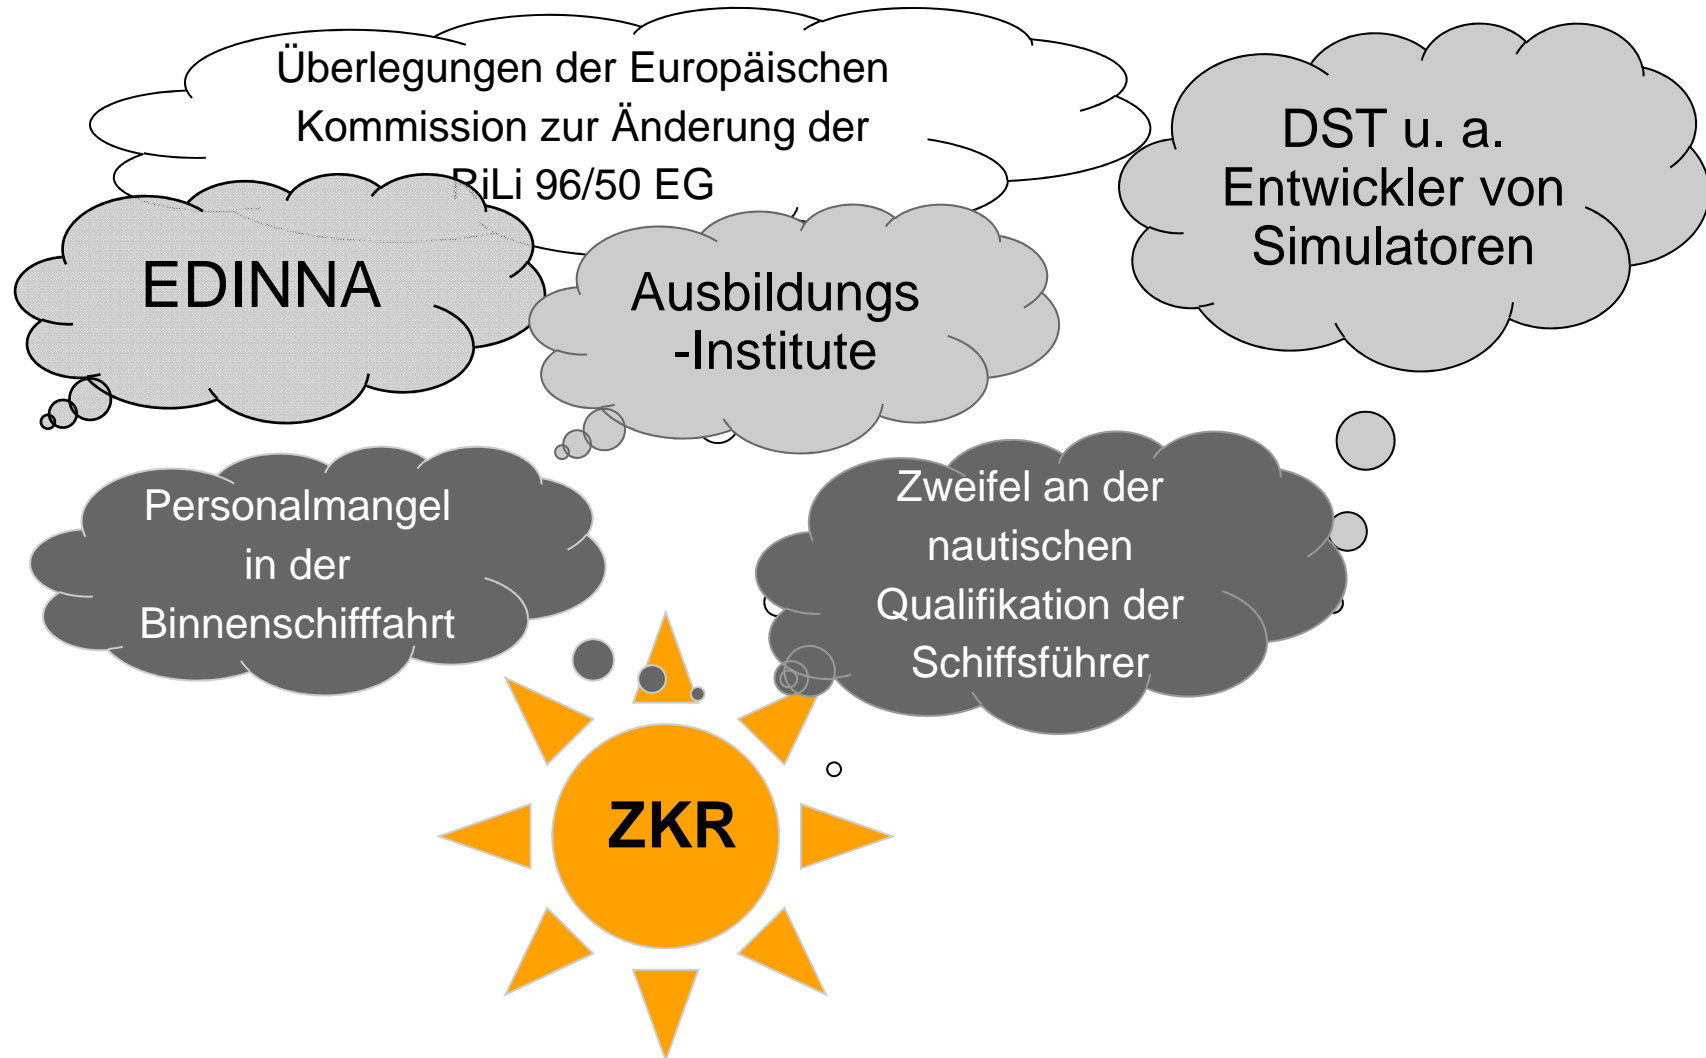 Überlegungen der Europäischen
Kommission zur Änderung der
RiLi 96/50 EG
DST u. a.
Entwickler von
Simulatoren
EDINNA
Ausbildungs
-Institute
Personalmangel
in der
Binnenschifffahrt
Zweifel an der
nautischen
Qualifikation der
Schiffsführer
ZKR